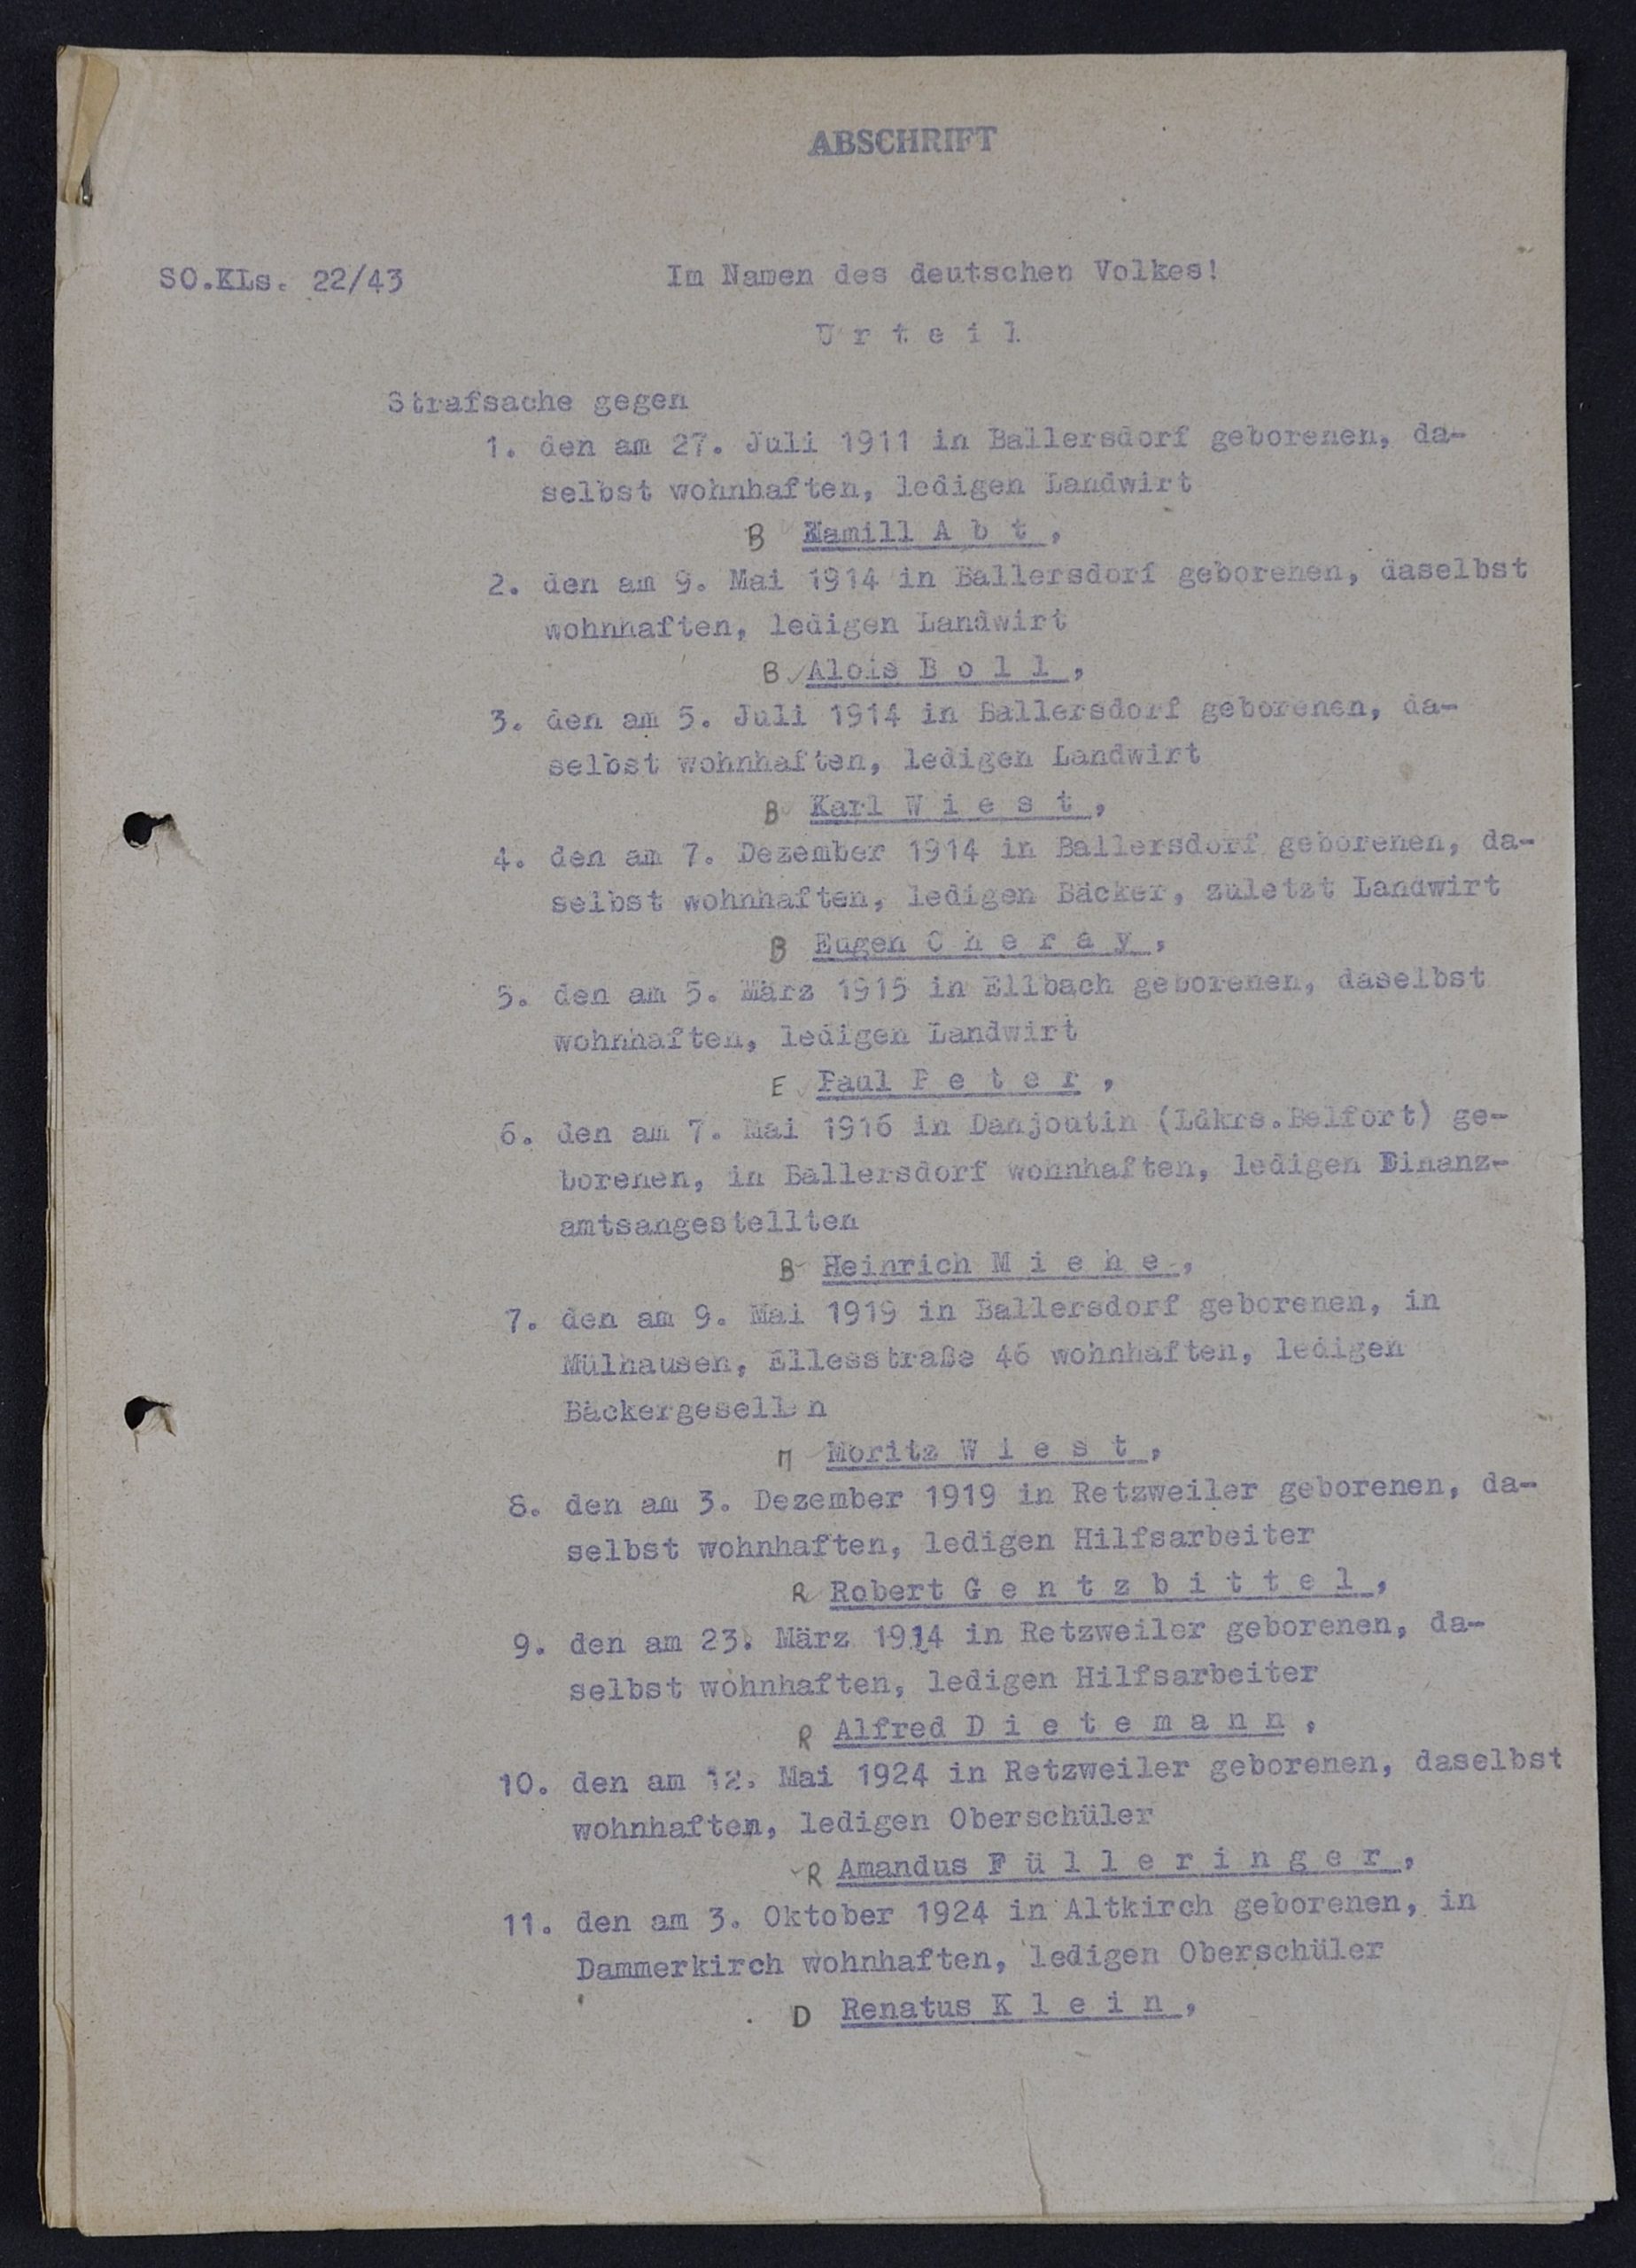 ABSCHRIFT
SO.KLs. 22/43
Im Namen des deutschen Volkes!
U r t e i l
Strafsache gegen
1. den am 27. Juli 1911 in Ballersdorf geborenen, da-
selbst wohnhaften, ledigen Landwirt
B Kamill A b t ,
2. den am 9. Mai 1914 in Ballersdorf geborenen, daselbst
wohnhaften, ledigen Landwirt
B Alois B o l l ,
3. den am 5. Juli 1914 in Ballersdorf geborenen, da-
selbst wohnhaften, ledigen Landwirt
B Karl W i e s t ,
4. den am 7. Dezember 1914 in Ballersdorf geborenen, da-
selbst wohnhaften, ledigen Bäcker, zuletzt Landwirt
B Eugen C h e r a y ,
5. den am 5. März 1915 in Ellbach geborenen, daselbst
wohnhaften, ledigen Landwirt
E Paul P e t e r ,
6. den am 7. Mai 1916 in Danjoutin (Ldkrs.Belfort) ge-
borenen, in Ballersdorf wohnhaften, ledigen Finanz-
amtsangestellten
B Heinrich M i e h e ,
7. den am 9. Mai 1919 in Ballersdorf geborenen, in
Mülhausen, Ellesstraße 46 wohnhaften, ledigen
Bäckergesellen
M Moritz W i e s t ,
8. den am 3. Dezember 1919 in Retzweiler geborenen, da-
selbst wohnhaften, ledigen Hilfsarbeiter
R Robert G e n t z b i t t e l ,
9. den am 23. März 1914 in Retzweiler geborenen, da-
selbst wohnhaften, ledigen Hilfsarbeiter
R Alfred D i e t e m a n n ,
10. den am 12. Mai 1924 in Retzweiler geborenen, daselbst
wohnhaften, ledigen Oberschüler
R Amandus F ü l l e r i n g e r ,
11. den am 3. Oktober 1924 in Altkirch geborenen, in
Dammerkirch wohnhaften, ledigen Oberschüler
D Renatus K l e i n ,